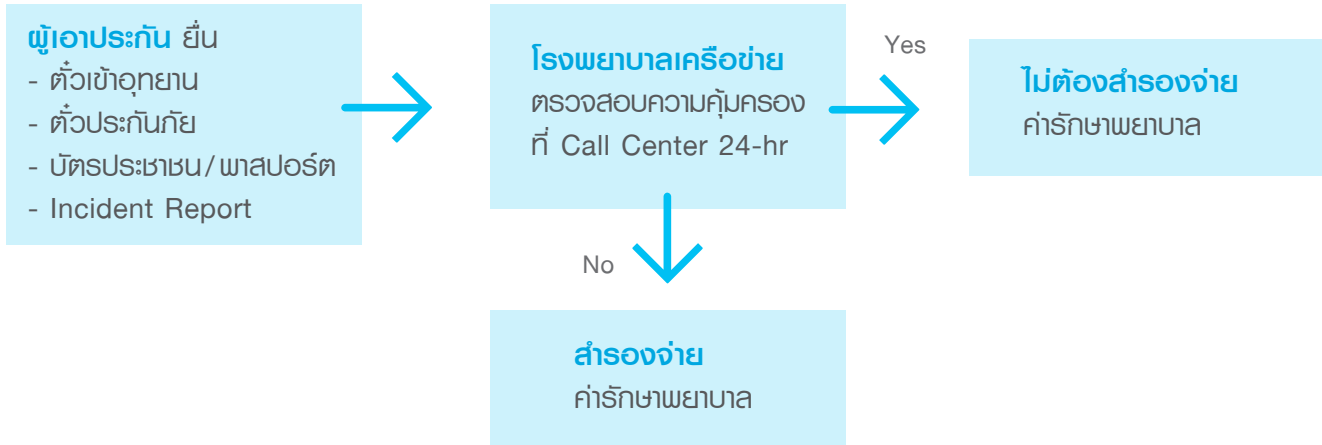 ผู้เอาประกัน ยื่น
- ตั๋วเข้าอุทยาน
- ตั๋วประกันภัย
- บัตรประชาชน/พาสปอร์ต
- Incident Report
โรงพยาบาลเครือข่าย
ตรวจสอบความคุ้มครอง
ที่ Call Center 24-hr
Yes
ไม่ต้องสำรองจ่าย
ค่ารักษาพยาบาล
No
สำรองจ่าย
ค่ารักษาพยาบาล